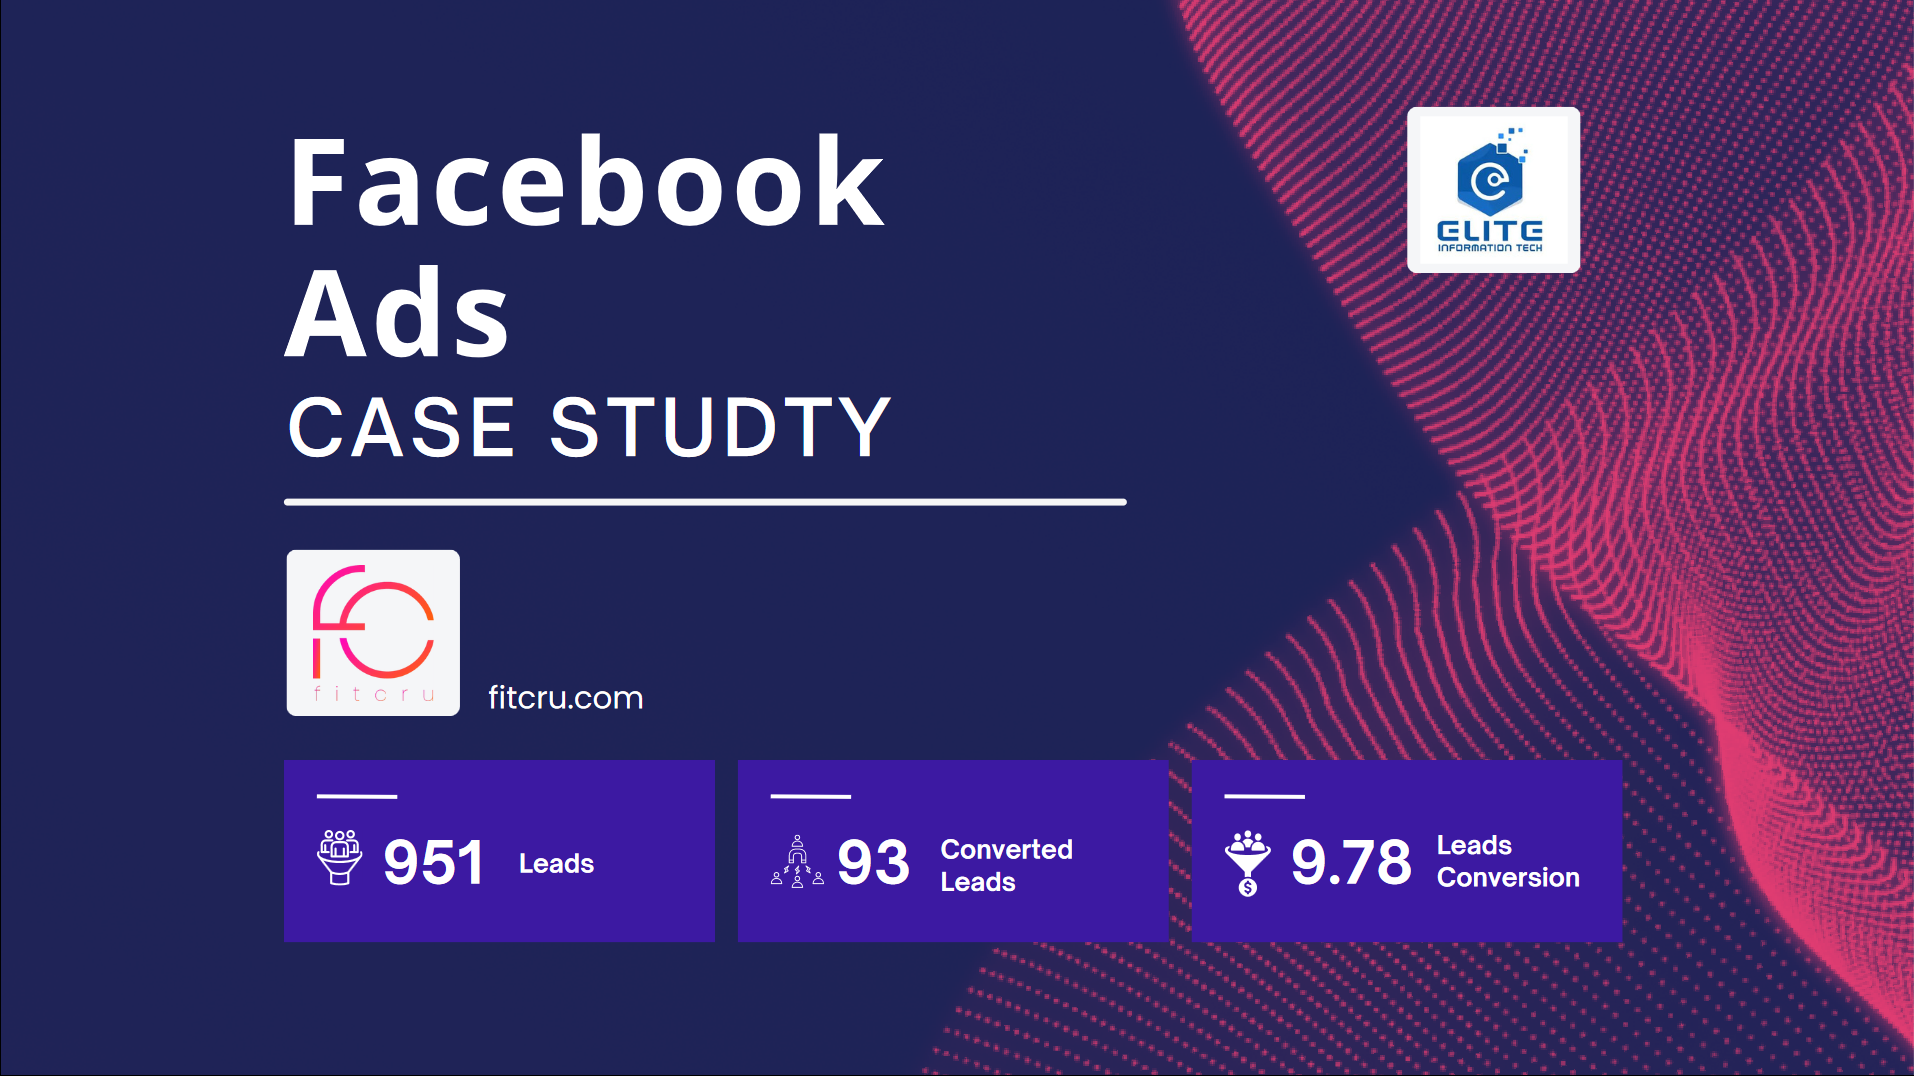 Facebook
Ads
CASE STUDTY
ELITE
INFORMATION TECH
fitcru
fitcru.com
951 Leads
93 Converted
Leads
9.78 Leads
Conversion